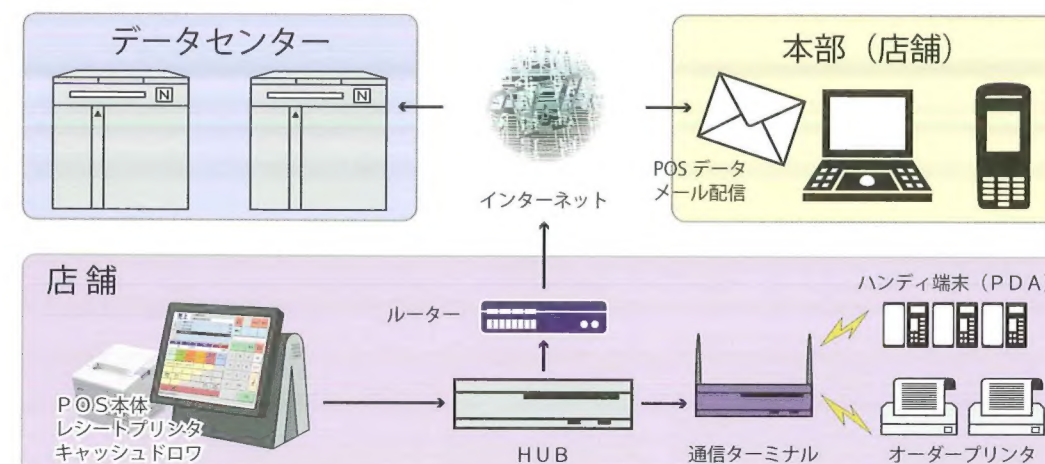 データセンター
N
N
インターネット
本部（店舗）
POS データ
メール配信
店舗
ルーター
ハンディ端末（PDA）
POS本体
レシートプリンタ
キャッシュドロワ
HUB
通信ターミナル
オーダープリンタ